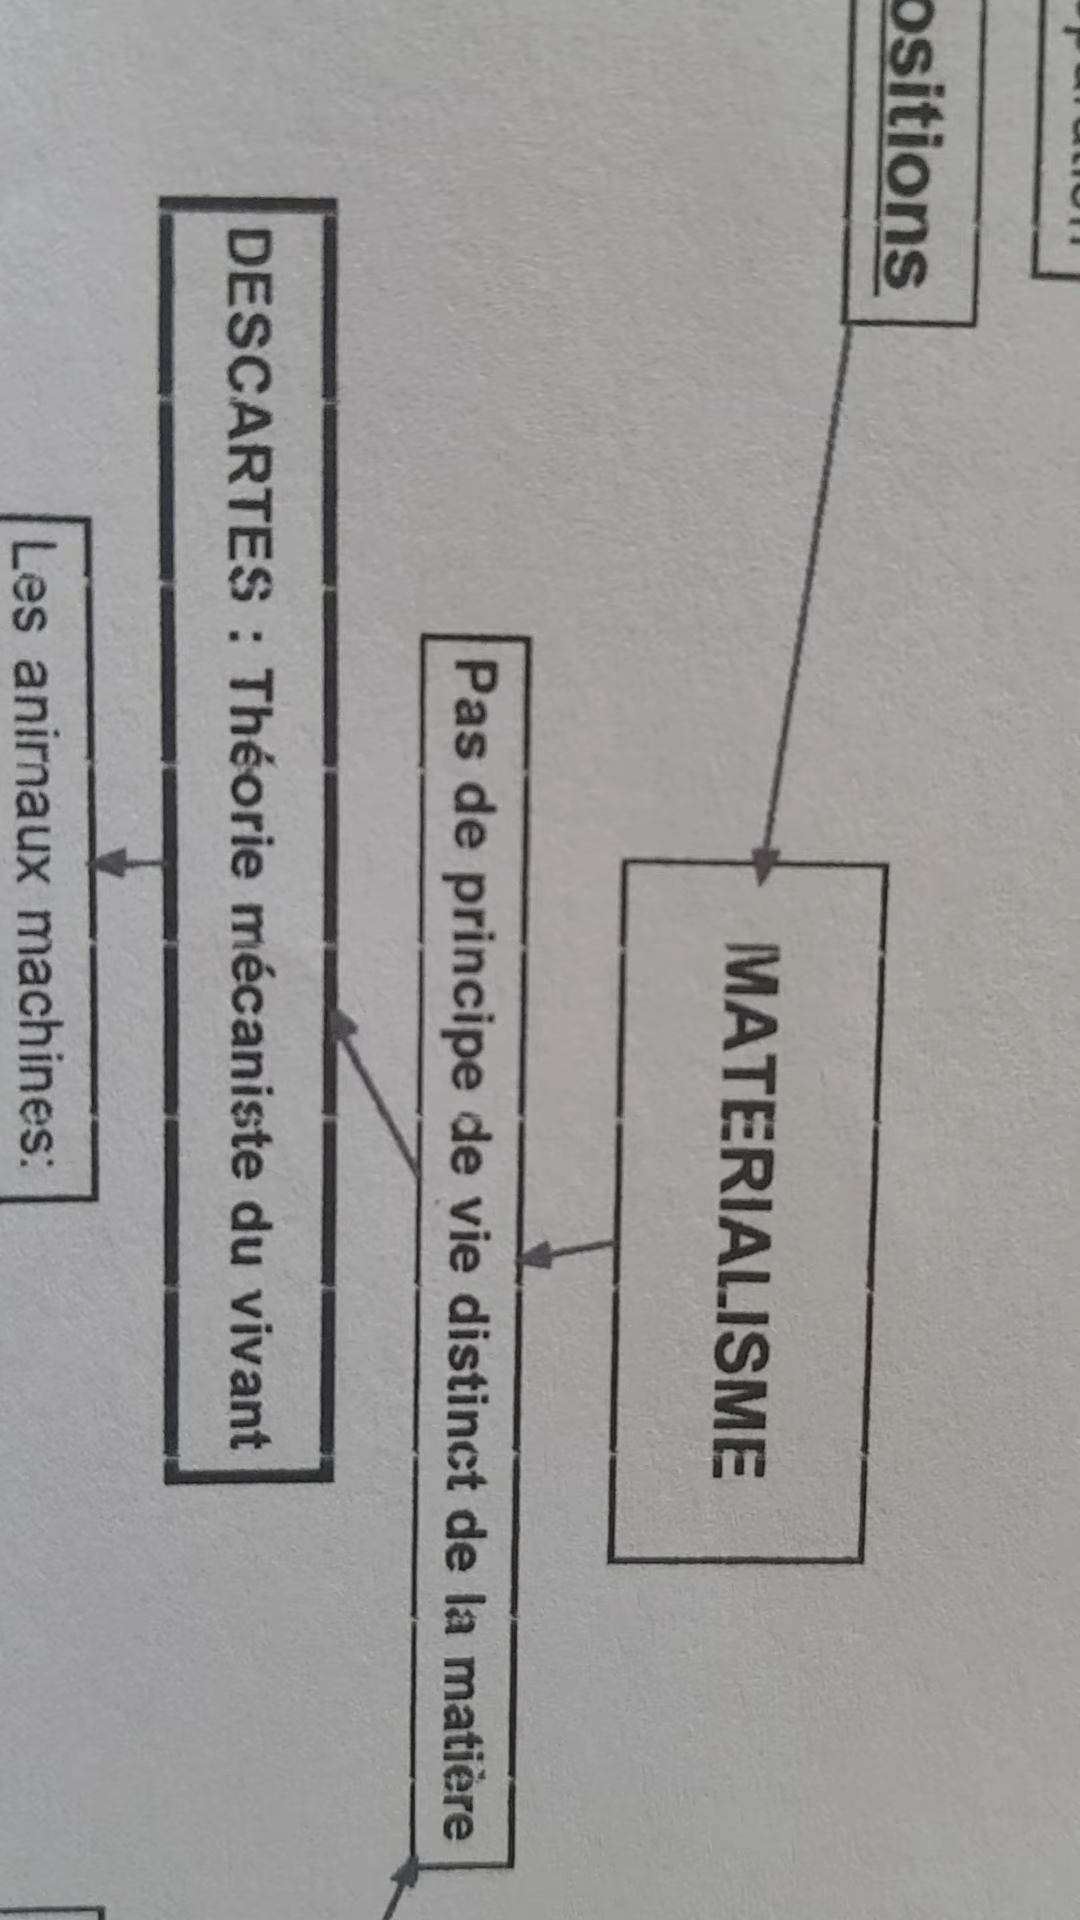 ositions
MATERIALISME
Pas de principe de vie distinct de la matière
DESCARTES : Théorie mécaniste du vivant
Les animaux machines: